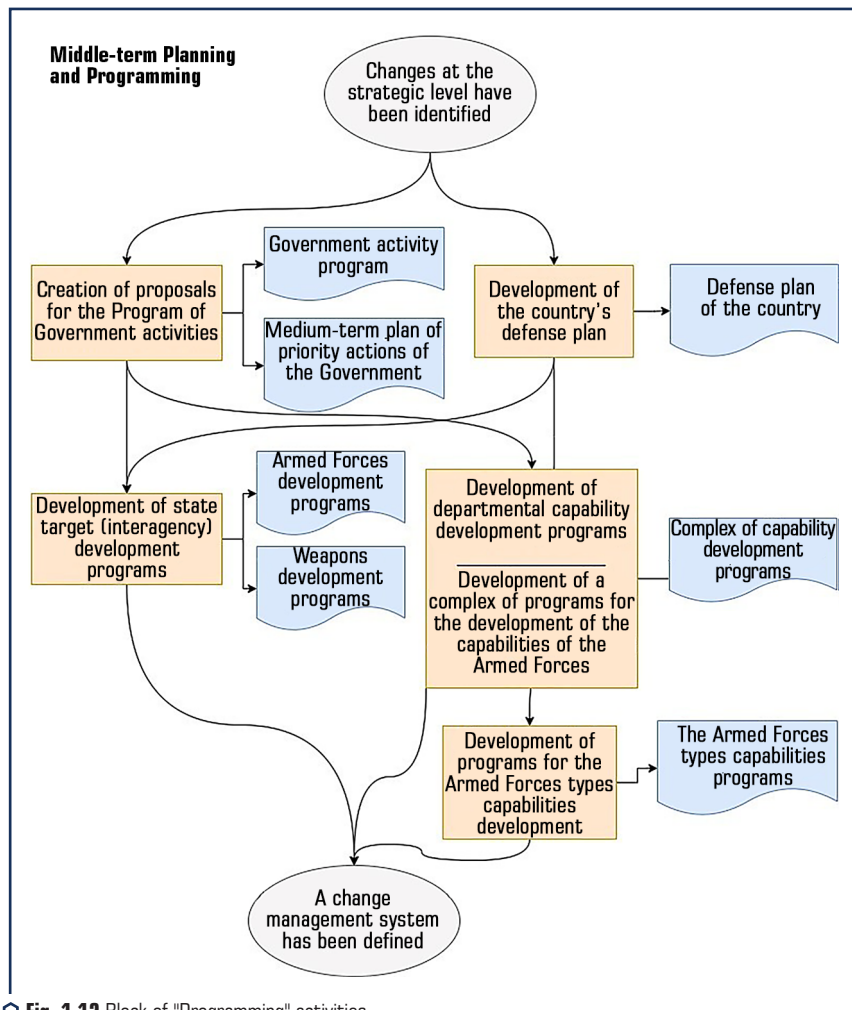 Middle-term Planning
and Programming
Changes at the
strategic level have
been identified
Government activity
program
Creation of proposals
for the Program of
Government activities
Medium-term plan of
priority actions of
the Government
Development of
the country's
defense plan
Defense plan
of the country
Armed Forces
development
programs
Development of state
target (interagency)
development
programs
Weapons
development
programs
Development of
departmental capability
development programs
Development of a
complex of programs for
the development of the
capabilities of the
Armed Forces
Complex of capability
development
programs
Development of
programs for the
Armed Forces types
capabilities
development
The Armed Forces
types capabilities
programs
A change
management system
has been defined
Fig. 1.12 Block of "Programming" activities